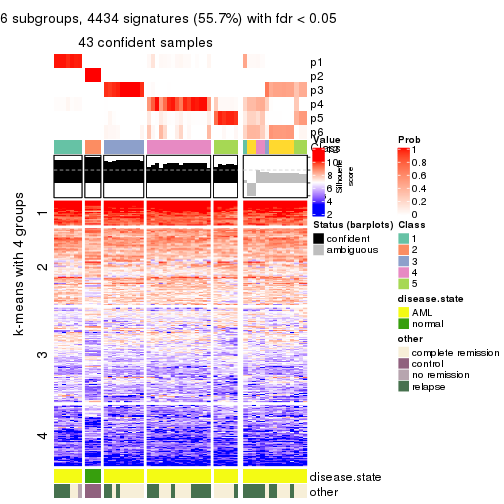 6 subgroups, 4434 signatures (55.7%) with fdr < 0.05
43 confident samples
p1
p2
p3
p4
p5
p6
Class
k-means with 4 groups
1
2
3
4
Silhouette
score
Value
10
8
6
4
2
Prob
1
0.8
0.6
0.4
0.2
0
Status (barplots)
confident
ambiguous
Class
1
2
3
4
5
disease.state
AML
normal
other
complete remission
control
no remission
relapse
disease.state
other